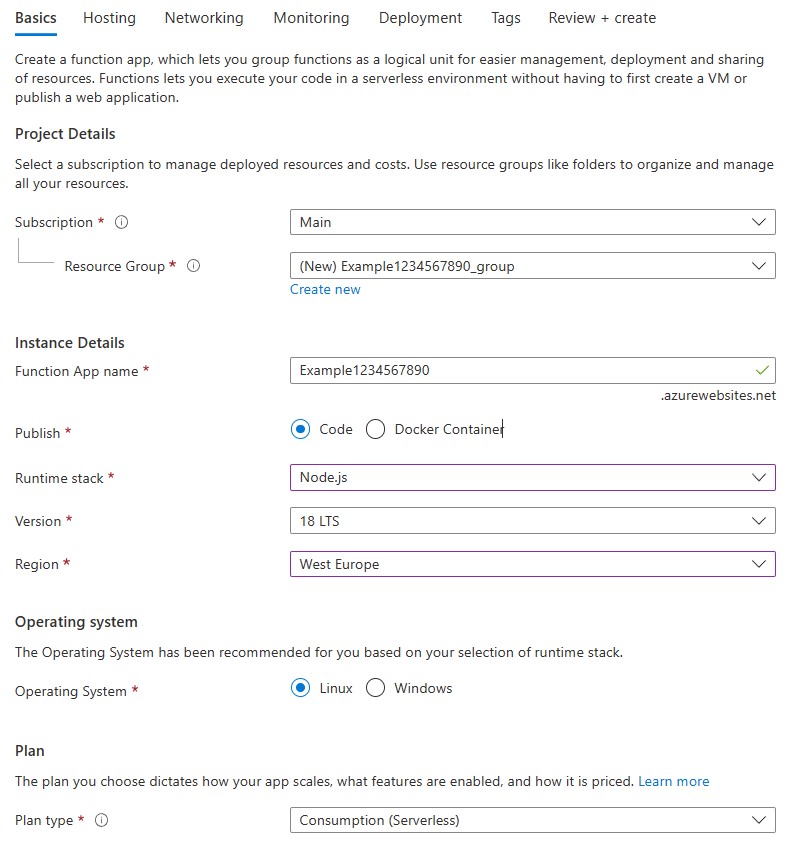 Basics Hosting Networking Monitoring Deployment Tags Review + create
Create a function app, which lets you group functions as a logical unit for easier management, deployment and sharing
of resources. Functions lets you execute your code in a serverless environment without having to first create a VM or
publish a web application.
Project Details
Select a subscription to manage deployed resources and costs. Use resource groups like folders to organize and manage
all your resources.
Subscription * Main
Resource Group * (New) Example1234567890_group
Create new
Instance Details
Function App name * Example1234567890
.azurewebsites.net
Publish * Code Docker Container
Runtime stack * Node.js
Version * 18 LTS
Region * West Europe
Operating system
The Operating System has been recommended for you based on your selection of runtime stack.
Operating System * Linux Windows
Plan
The plan you choose dictates how your app scales, what features are enabled, and how it is priced. Learn more
Plan type * Consumption (Serverless)